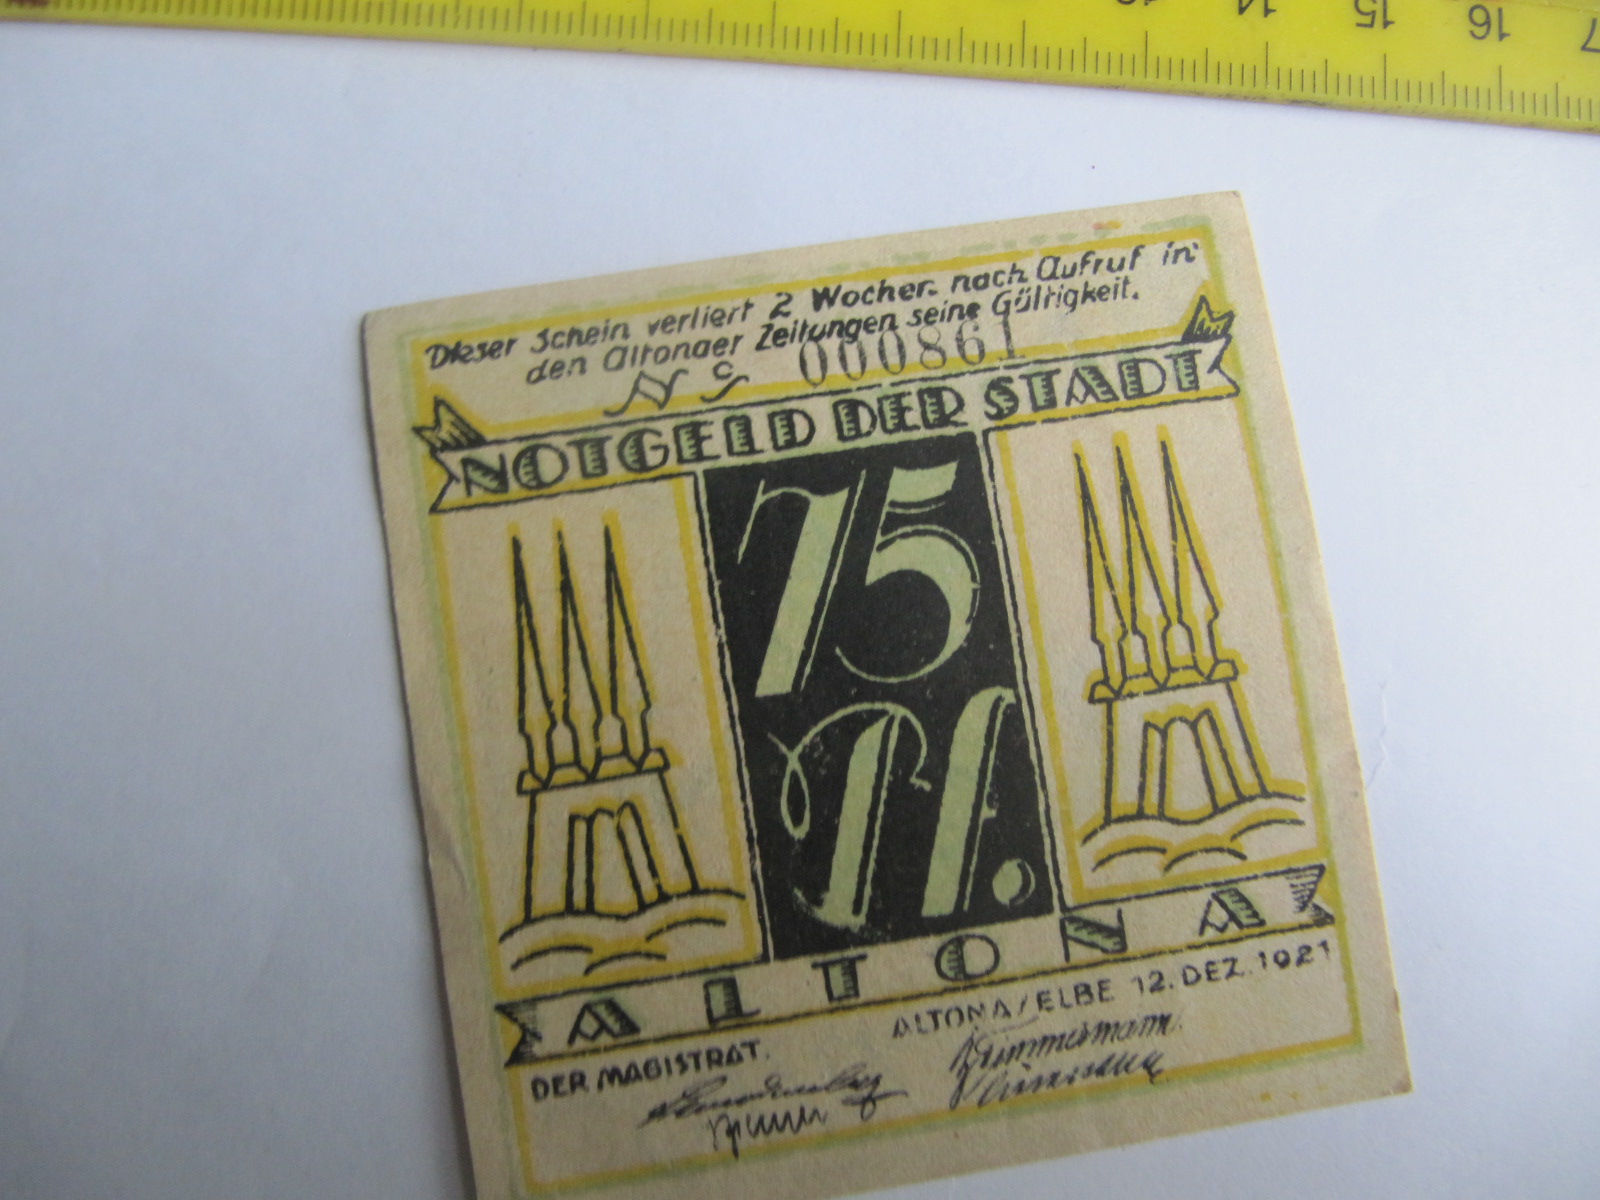 14
15
16
Dieser Schein verliert 2 Wochen nach Aufruf in
den Altonaer Zeitungen seine Gültigkeit.
No 000861
NOTGELD DER STADT
75
Pf.
ALTONA
ALTONA/ELBE 12. DEZ. 1921
DER MAGISTRAT.